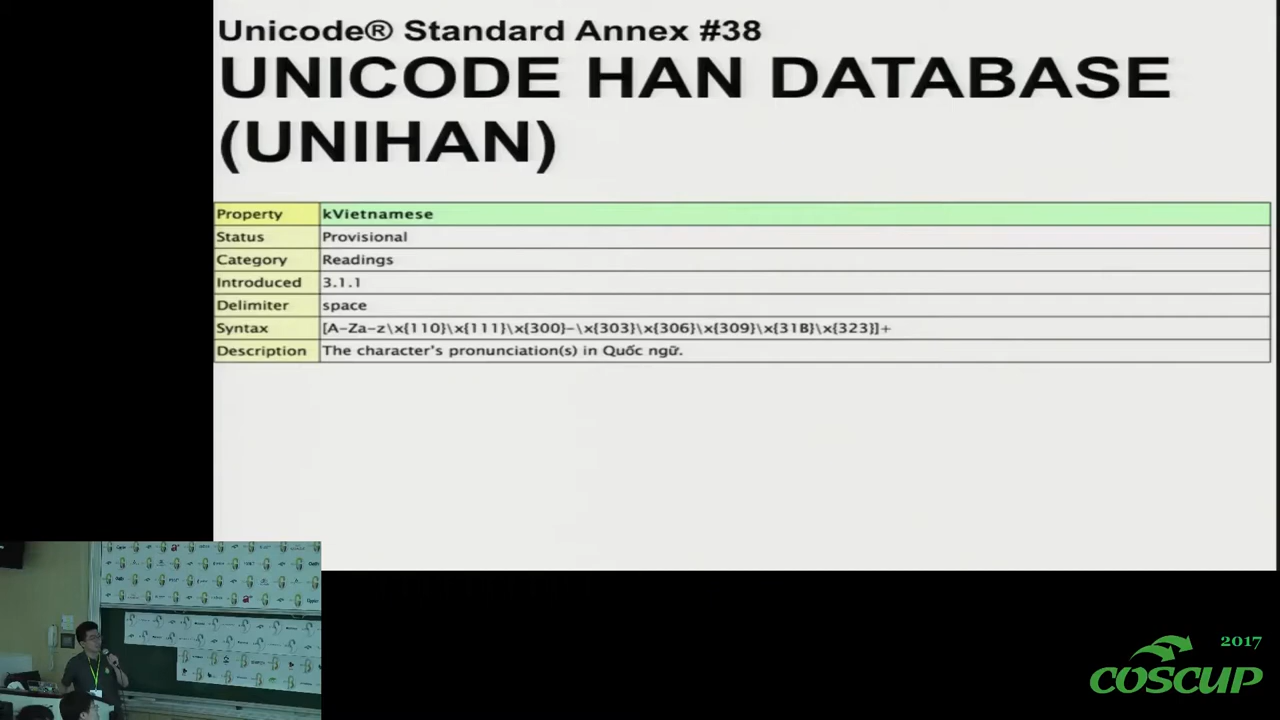 Unicode® Standard Annex #38
UNICODE HAN DATABASE
(UNIHAN)
Property kVietnamese
Status Provisional
Category Readings
Introduced 3.1.1
Delimiter space
Syntax [A-Za-z\x{110}\x{111}\x{300}-\x{303}\x{306}\x{309}\x{31B}\x{323}]+
Description The character's pronunciation(s) in Quốc ngữ.
2017
COSCUP